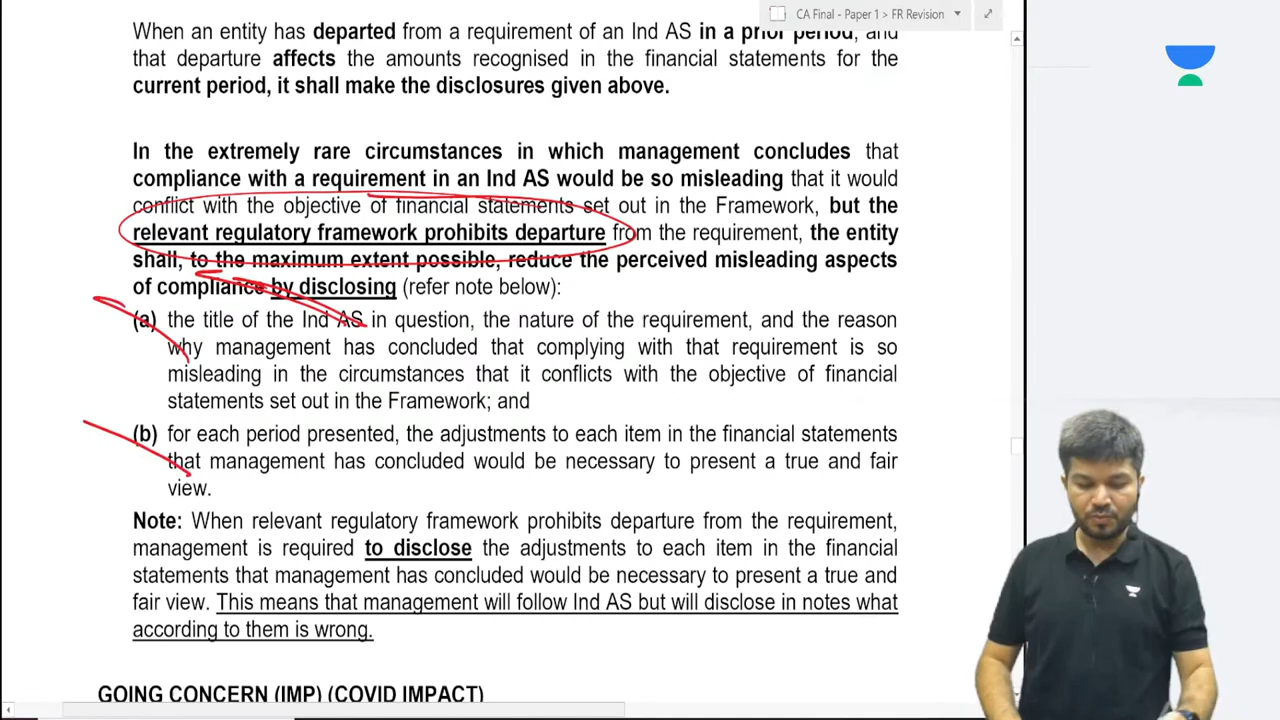 CA Final - Paper 1 > FR Revision
When an entity has departed from a requirement of an Ind AS in a prior period, and
that departure affects the amounts recognised in the financial statements for the
current period, it shall make the disclosures given above.
In the extremely rare circumstances in which management concludes that
compliance with a requirement in an Ind AS would be so misleading that it would
conflict with the objective of financial statements set out in the Framework, but the
relevant regulatory framework prohibits departure from the requirement, the entity
shall, to the maximum extent possible, reduce the perceived misleading aspects
of compliance by disclosing (refer note below):
(a) the title of the Ind AS in question, the nature of the requirement, and the reason
why management has concluded that complying with that requirement is so
misleading in the circumstances that it conflicts with the objective of financial
statements set out in the Framework; and
(b) for each period presented, the adjustments to each item in the financial statements
that management has concluded would be necessary to present a true and fair
view.
Note: When relevant regulatory framework prohibits departure from the requirement,
management is required to disclose the adjustments to each item in the financial
statements that management has concluded would be necessary to present a true and
fair view. This means that management will follow Ind AS but will disclose in notes what
according to them is wrong.
GOING CONCERN (IMP) (COVID IMPACT)